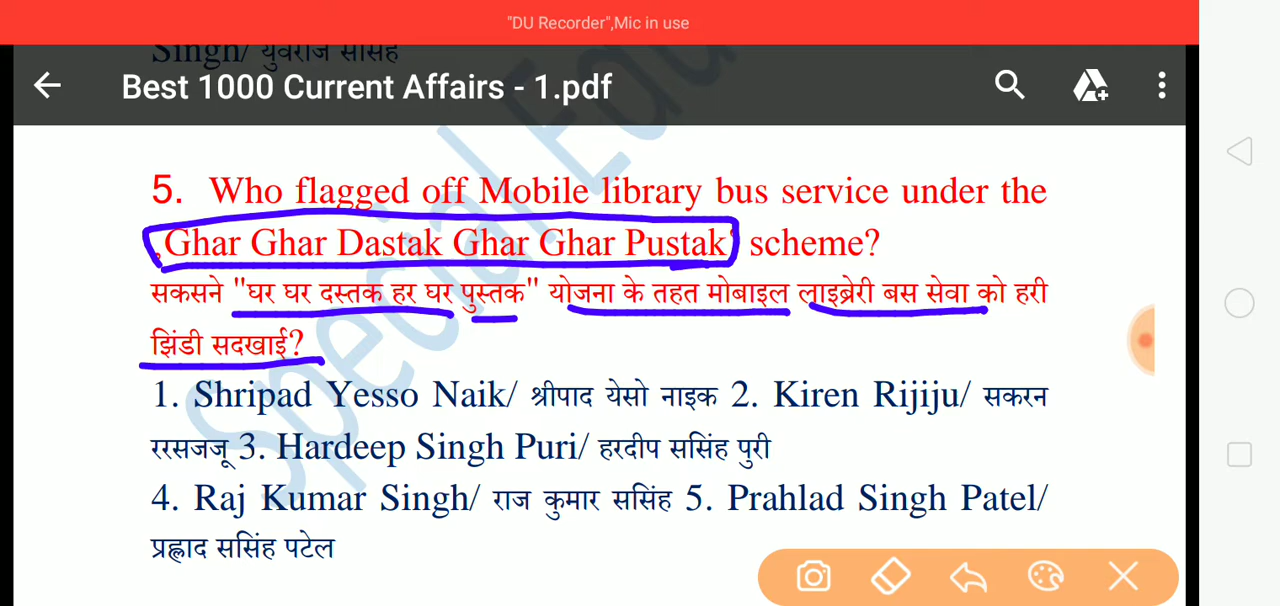 "DU Recorder",Mic in use
Singh/ युवराज ससिंह
Best 1000 Current Affairs - 1.pdf
5. Who flagged off Mobile library bus service under the
‚Ghar Ghar Dastak Ghar Ghar Pustak‛ scheme?
सकसने "घर घर दस्तक हर घर पुस्तक" योजना के तहत मोबाइल लाइब्रेरी बस सेवा को हरी
झिंडी सदखाई?
1. Shripad Yesso Naik/ श्रीपाद येसो नाइक 2. Kiren Rijiju/ सकरन
ररसजजू 3. Hardeep Singh Puri/ हरदीप ससिंह पुरी
4. Raj Kumar Singh/ राज कुमार ससिंह 5. Prahlad Singh Patel/
प्रह्लाद ससिंह पटेल
Special Edu